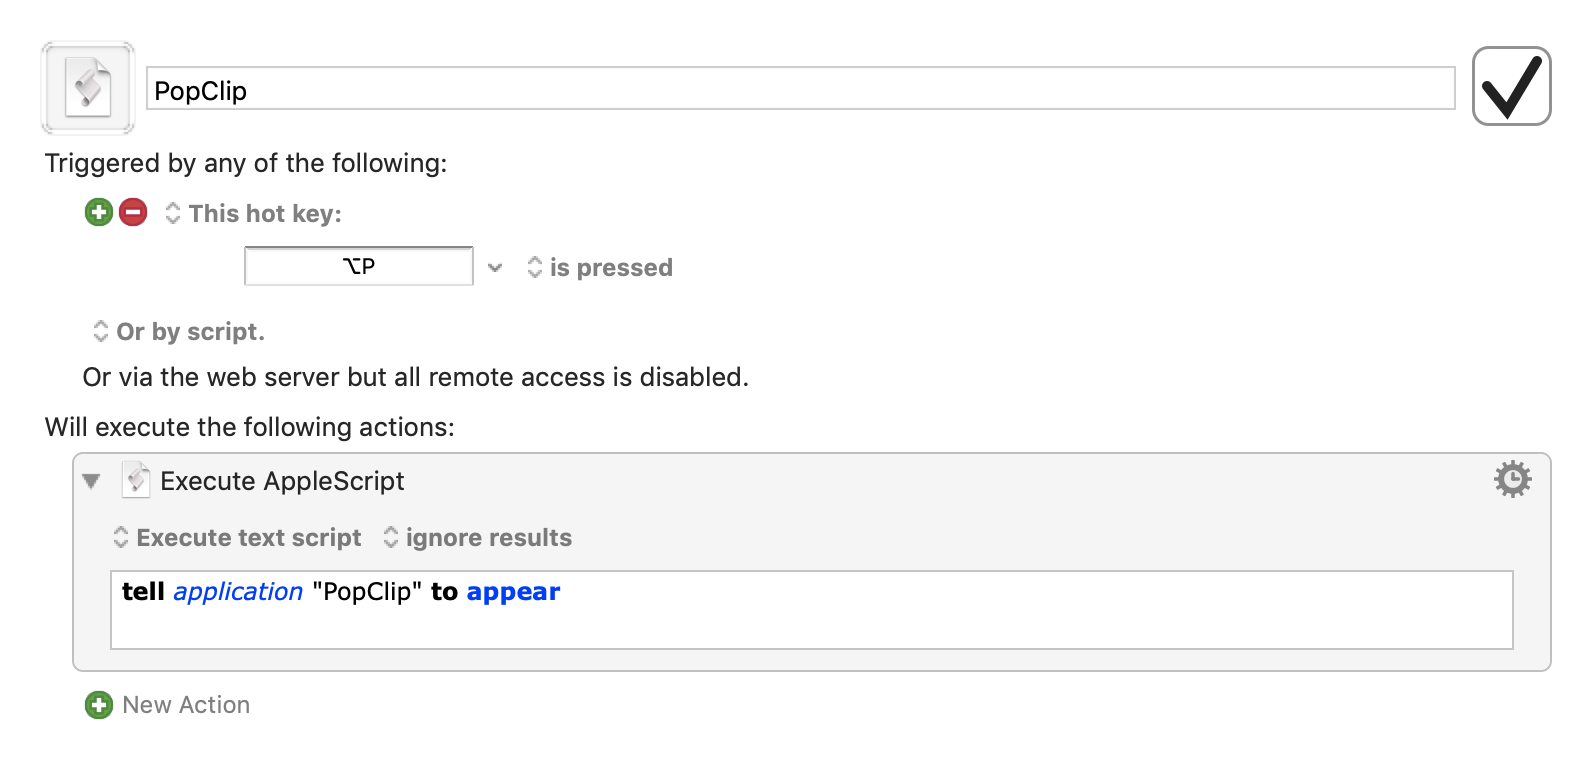 PopClip
Triggered by any of the following:
This hot key:
⌥P is pressed
Or by script.
Or via the web server but all remote access is disabled.
Will execute the following actions:
Execute AppleScript
Execute text script ignore results
tell application "PopClip" to appear
New Action